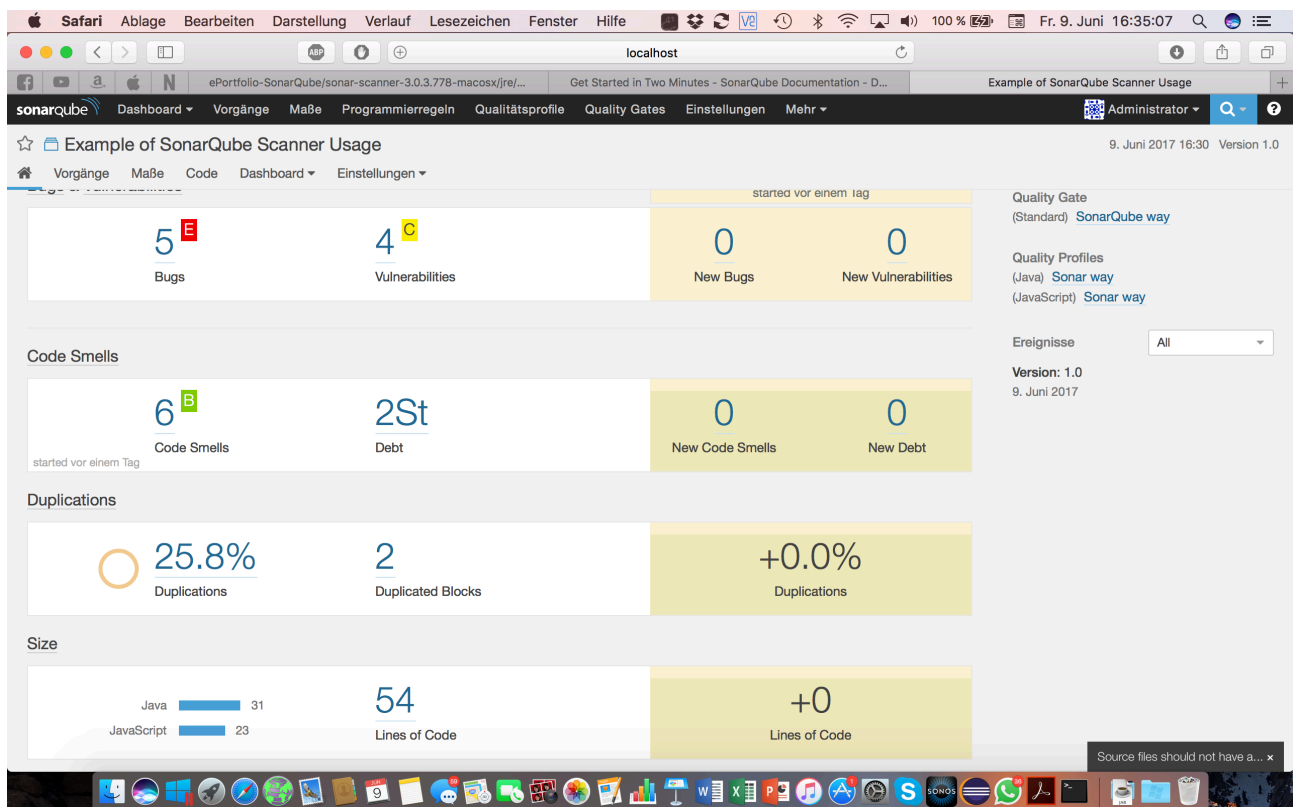 Safari Ablage Bearbeiten Darstellung Verlauf Lesezeichen Fenster Hilfe 100 % Fr. 9. Juni 16:35:07
ABP localhost
a N ePortfolio-SonarQube/sonar-scanner-3.0.3.778-macosx/jre/... Get Started in Two Minutes - SonarQube Documentation - D... Example of SonarQube Scanner Usage
sonarqube Dashboard Vorgänge Maße Programmierregeln Qualitätsprofile Quality Gates Einstellungen Mehr Administrator
Example of SonarQube Scanner Usage 9. Juni 2017 16:30 Version 1.0
Vorgänge Maße Code Dashboard Einstellungen
Bugs & Vulnerabilities started vor einem Tag
Quality Gate
(Standard) SonarQube way
5 E 4 C 0 0
Bugs Vulnerabilities New Bugs New Vulnerabilities
Quality Profiles
(Java) Sonar way
(JavaScript) Sonar way
Ereignisse All
Version: 1.0
9. Juni 2017
Code Smells
6 B 2St 0 0
Code Smells Debt New Code Smells New Debt
started vor einem Tag
Duplications
25.8% 2 +0.0%
Duplications Duplicated Blocks Duplications
Size
Java 31
JavaScript 23
54 +0
Lines of Code Lines of Code
Source files should not have a... ×
SONOS